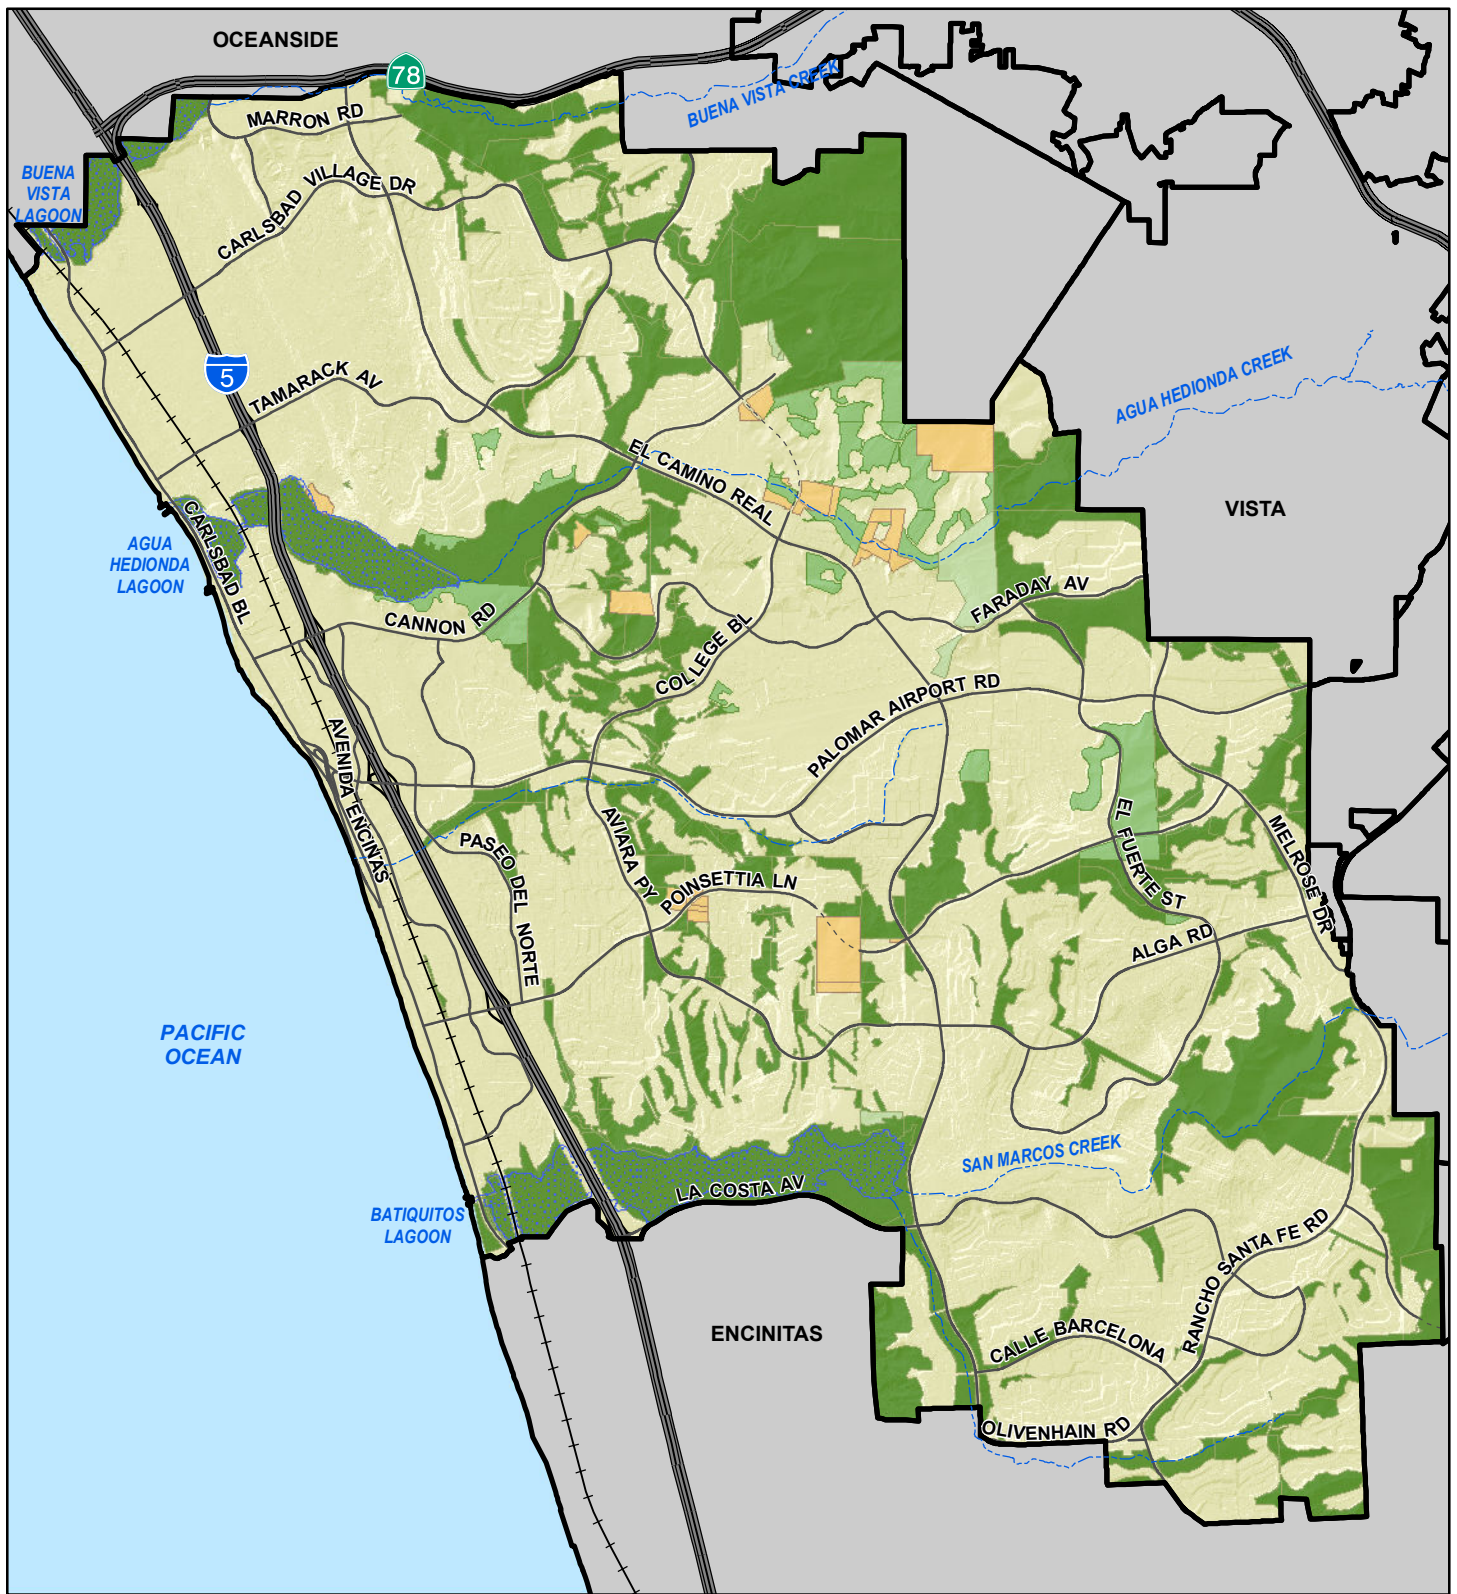 OCEANSIDE
78
BUENA VISTA CREEK
MARRON RD
BUENA
VISTA
LAGOON
CARLSBAD VILLAGE DR
5
TAMARACK AV
AGUA HEDIONDA CREEK
EL CAMINO REAL
VISTA
CARLSBAD BL
AGUA
HEDIONDA
LAGOON
CANNON RD
FARADAY AV
COLLEGE BL
PALOMAR AIRPORT RD
AVENIDA ENCINAS
PASEO DEL NORTE
AVIARA PY
POINSETTIA LN
EL FUERTE ST
MELROSE DR
ALGA RD
PACIFIC
OCEAN
SAN MARCOS CREEK
LA COSTA AV
BATIQUITOS
LAGOON
RANCHO SANTA FE RD
ENCINITAS
CALLE BARCELONA
OLIVENHAIN RD